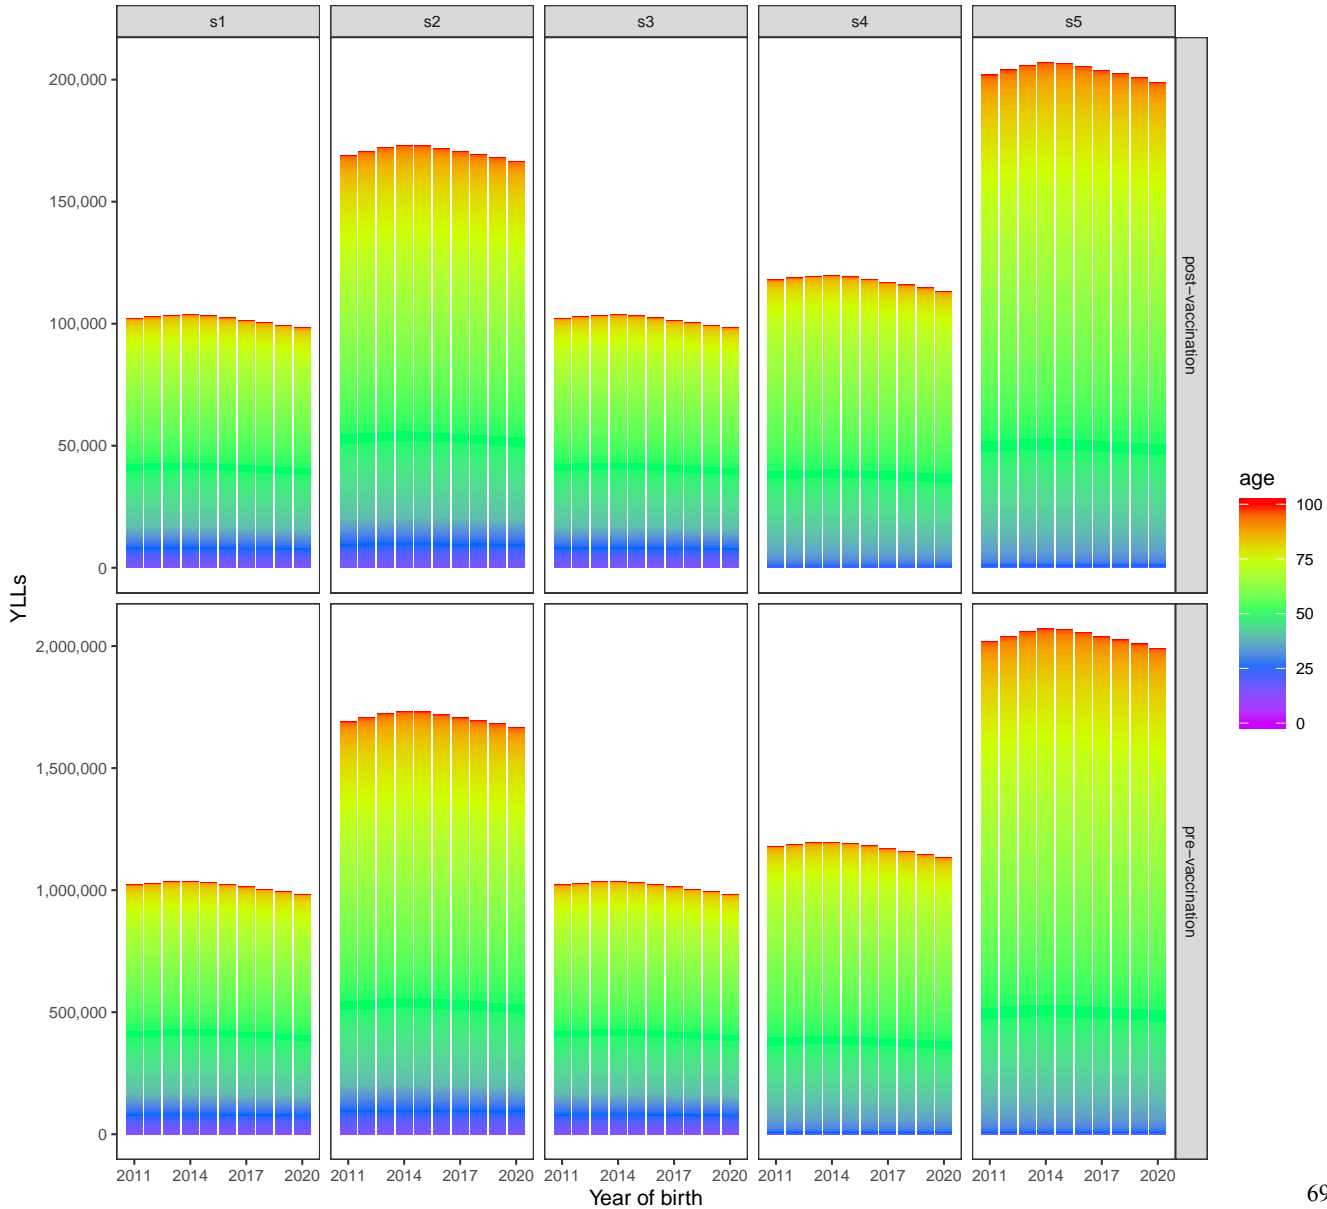 s1 s2 s3 s4 s5
200,000
150,000
100,000
50,000
0
post−vaccination
YLLs
2,000,000
1,500,000
1,000,000
500,000
0
pre−vaccination
age
100
75
50
25
0
2011 2014 2017 2020 2011 2014 2017 2020 2011 2014 2017 2020 2011 2014 2017 2020 2011 2014 2017 2020
Year of birth
69